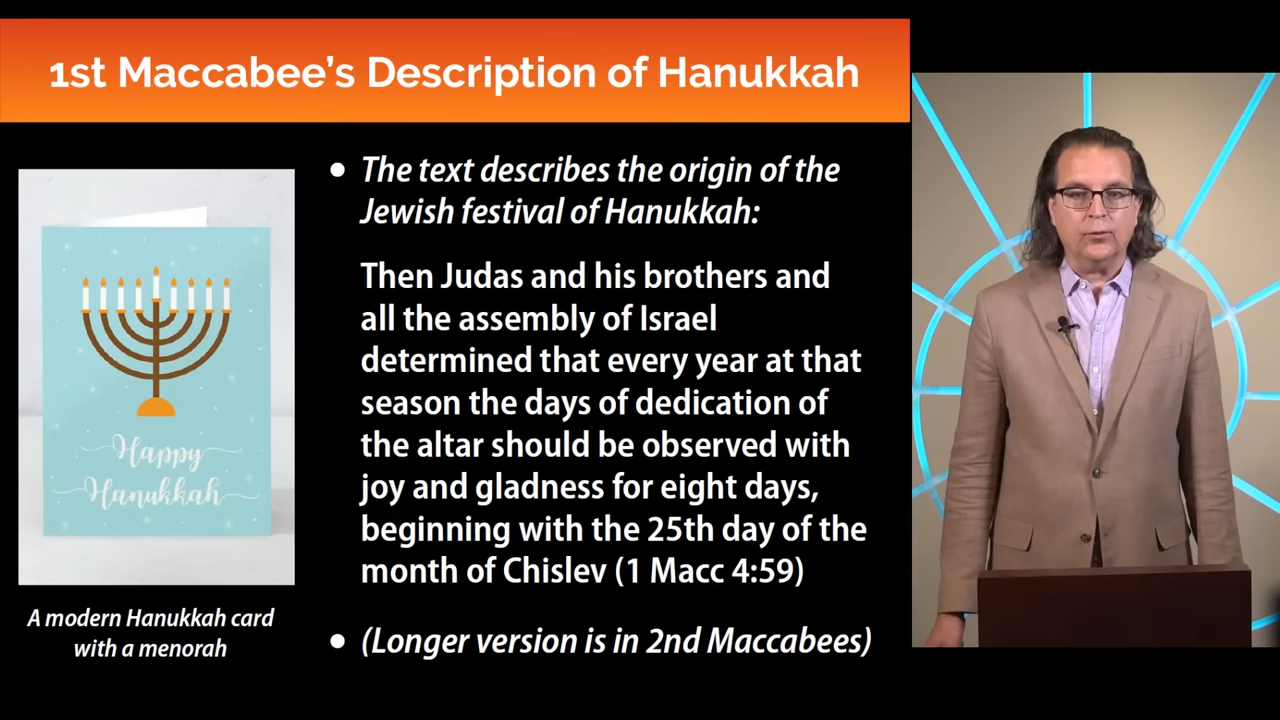 1st Maccabee’s Description of Hanukkah
• The text describes the origin of the
Jewish festival of Hanukkah:
Then Judas and his brothers and
all the assembly of Israel
determined that every year at that
season the days of dedication of
the altar should be observed with
joy and gladness for eight days,
beginning with the 25th day of the
month of Chislev (1 Macc 4:59)
• (Longer version is in 2nd Maccabees)
Happy
Hanukkah
A modern Hanukkah card
with a menorah